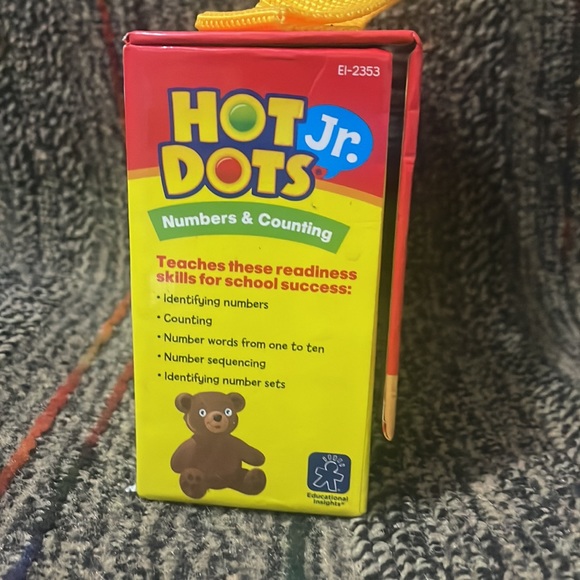 EI-2353
HOT
Jr.
DOTS®
Numbers & Counting
Teaches these readiness
skills for school success:
• Identifying numbers
• Counting
• Number words from one to ten
• Number sequencing
• Identifying number sets
Educational
Insights®